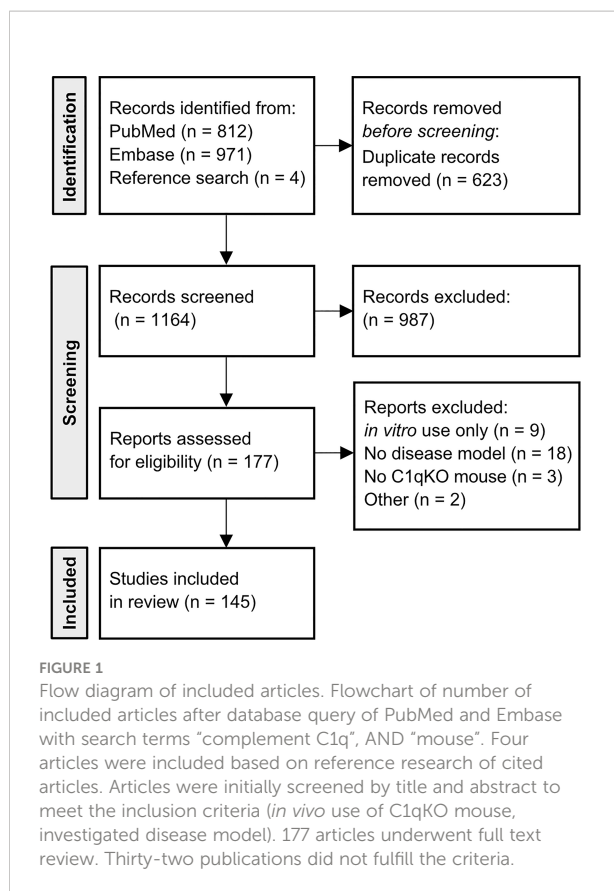 Identification
Records identified from:
PubMed (n = 812)
Embase (n = 971)
Reference search (n = 4)
Records removed
before screening:
Duplicate records
removed (n = 623)
Screening
Records screened
(n = 1164)
Records excluded:
(n = 987)
Reports assessed
for eligibility (n = 177)
Reports excluded:
in vitro use only (n = 9)
No disease model (n = 18)
No C1qKO mouse (n = 3)
Other (n = 2)
Included
Studies included
in review (n = 145)
FIGURE 1
Flow diagram of included articles. Flowchart of number of
included articles after database query of PubMed and Embase
with search terms “complement C1q”, AND “mouse”. Four
articles were included based on reference research of cited
articles. Articles were initially screened by title and abstract to
meet the inclusion criteria (in vivo use of C1qKO mouse,
investigated disease model). 177 articles underwent full text
review. Thirty-two publications did not fulfill the criteria.